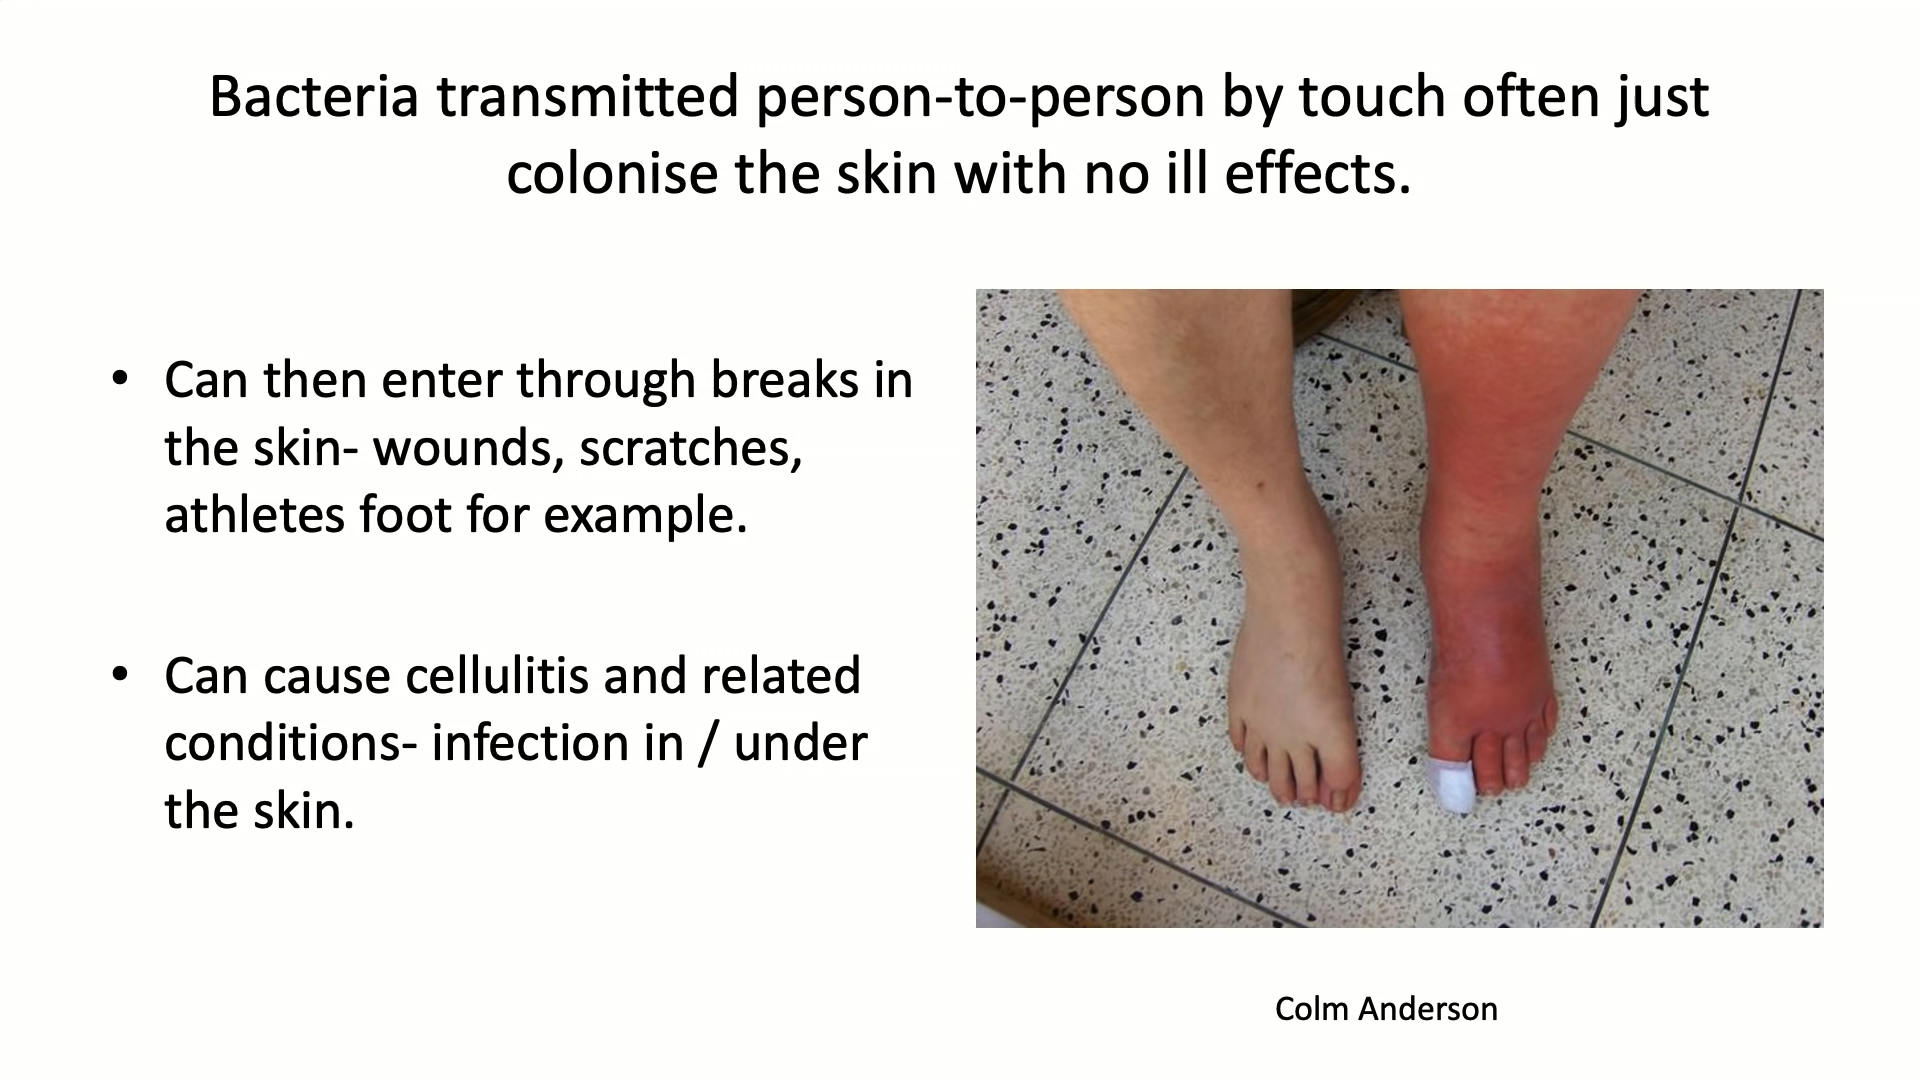 Bacteria transmitted person-to-person by touch often just
colonise the skin with no ill effects.
• Can then enter through breaks in
the skin- wounds, scratches,
athletes foot for example.
• Can cause cellulitis and related
conditions- infection in / under
the skin.
Colm Anderson